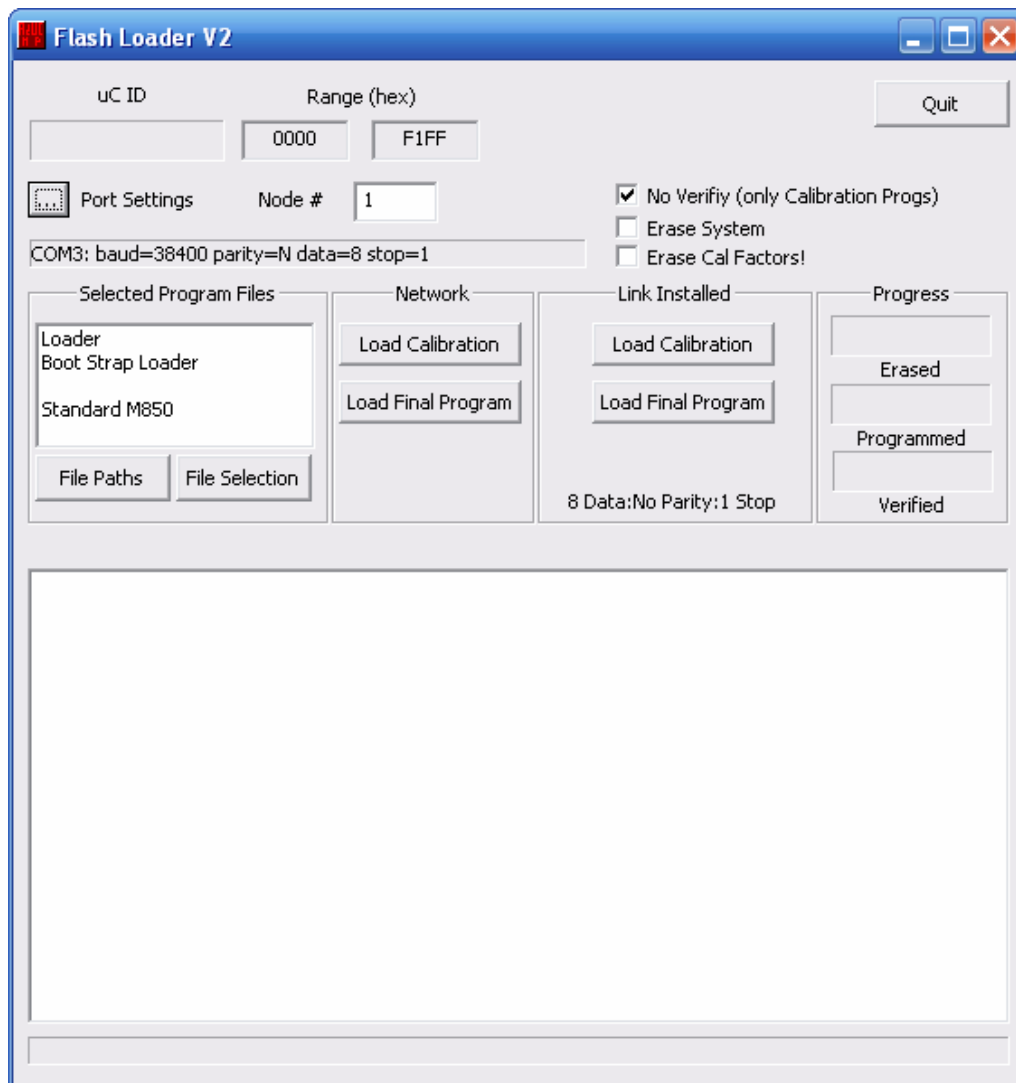 Flash Loader V2
uC ID
Range (hex)
Quit
0000
F1FF
... Port Settings
Node #
1
No Verifiy (only Calibration Progs)
Erase System
COM3: baud=38400 parity=N data=8 stop=1
Erase Cal Factors!
Selected Program Files
Network
Link Installed
Progress
Loader
Boot Strap Loader
Standard M850
File Paths
File Selection
Load Calibration
Load Final Program
Load Calibration
Load Final Program
8 Data:No Parity:1 Stop
Erased
Programmed
Verified